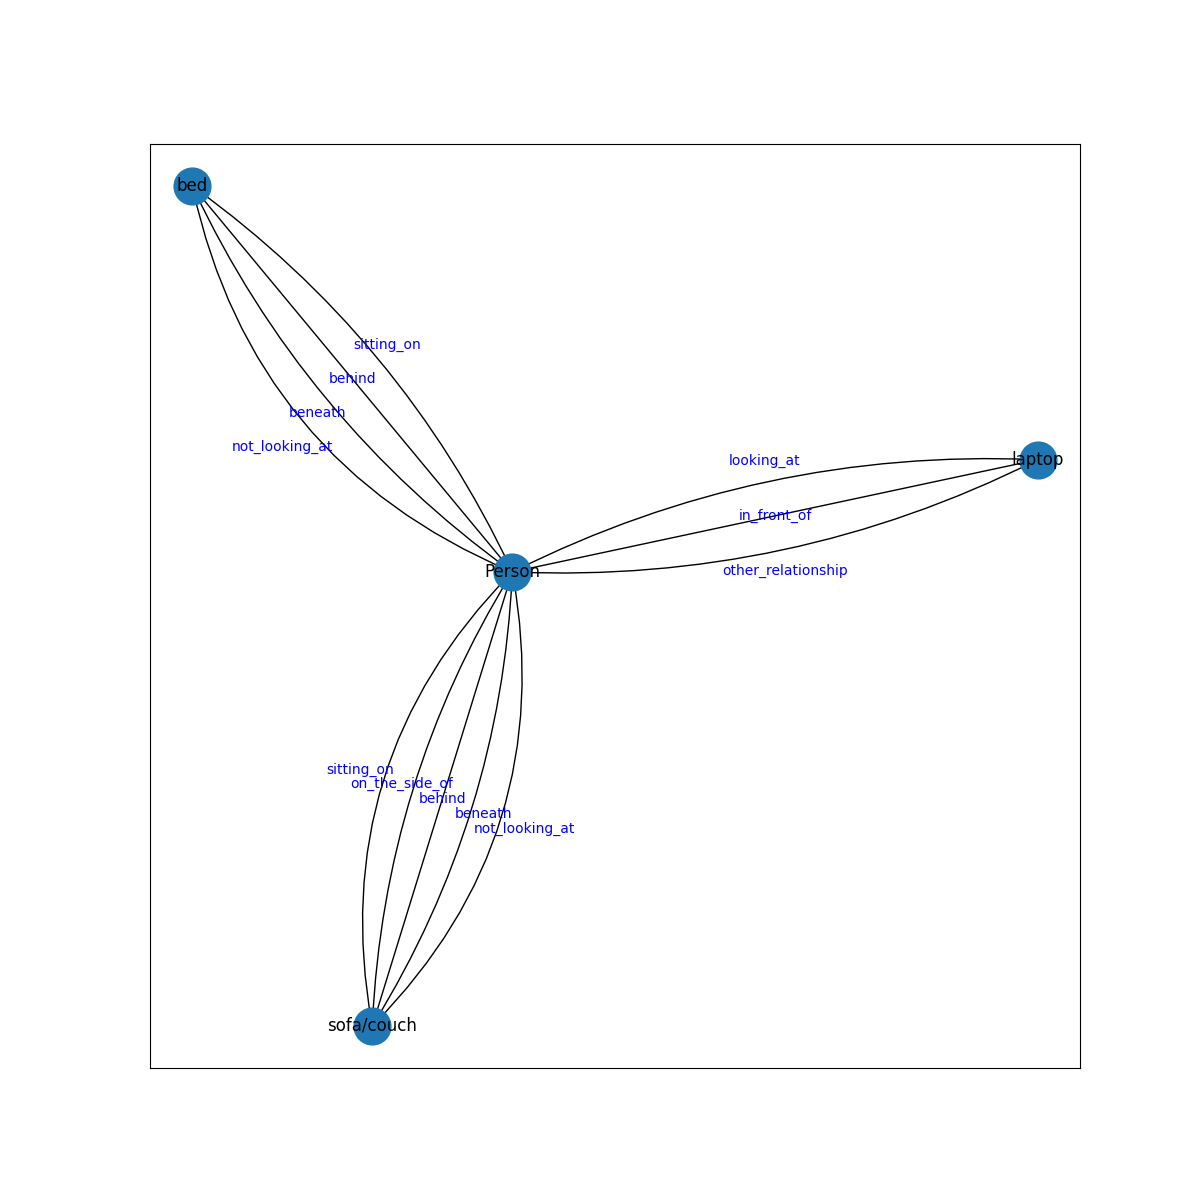 bed
sitting_on
behind
beneath
not_looking_at
looking_at
laptop
in_front_of
other_relationship
Person
sitting_on
on_the_side_of
behind
beneath
not_looking_at
sofa/couch